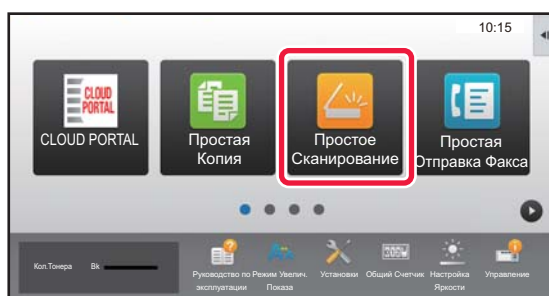 10:15
CLOUD
PORTAL
CLOUD PORTAL
Простая
Копия
Простое
Сканирование
Простая
Отправка Факса
Кол.Тонера
Bk
Руководство по
эксплуатации
Режим Увелич.
Показа
Установки
Общий Счетчик
Настройка
Яркости
Управление